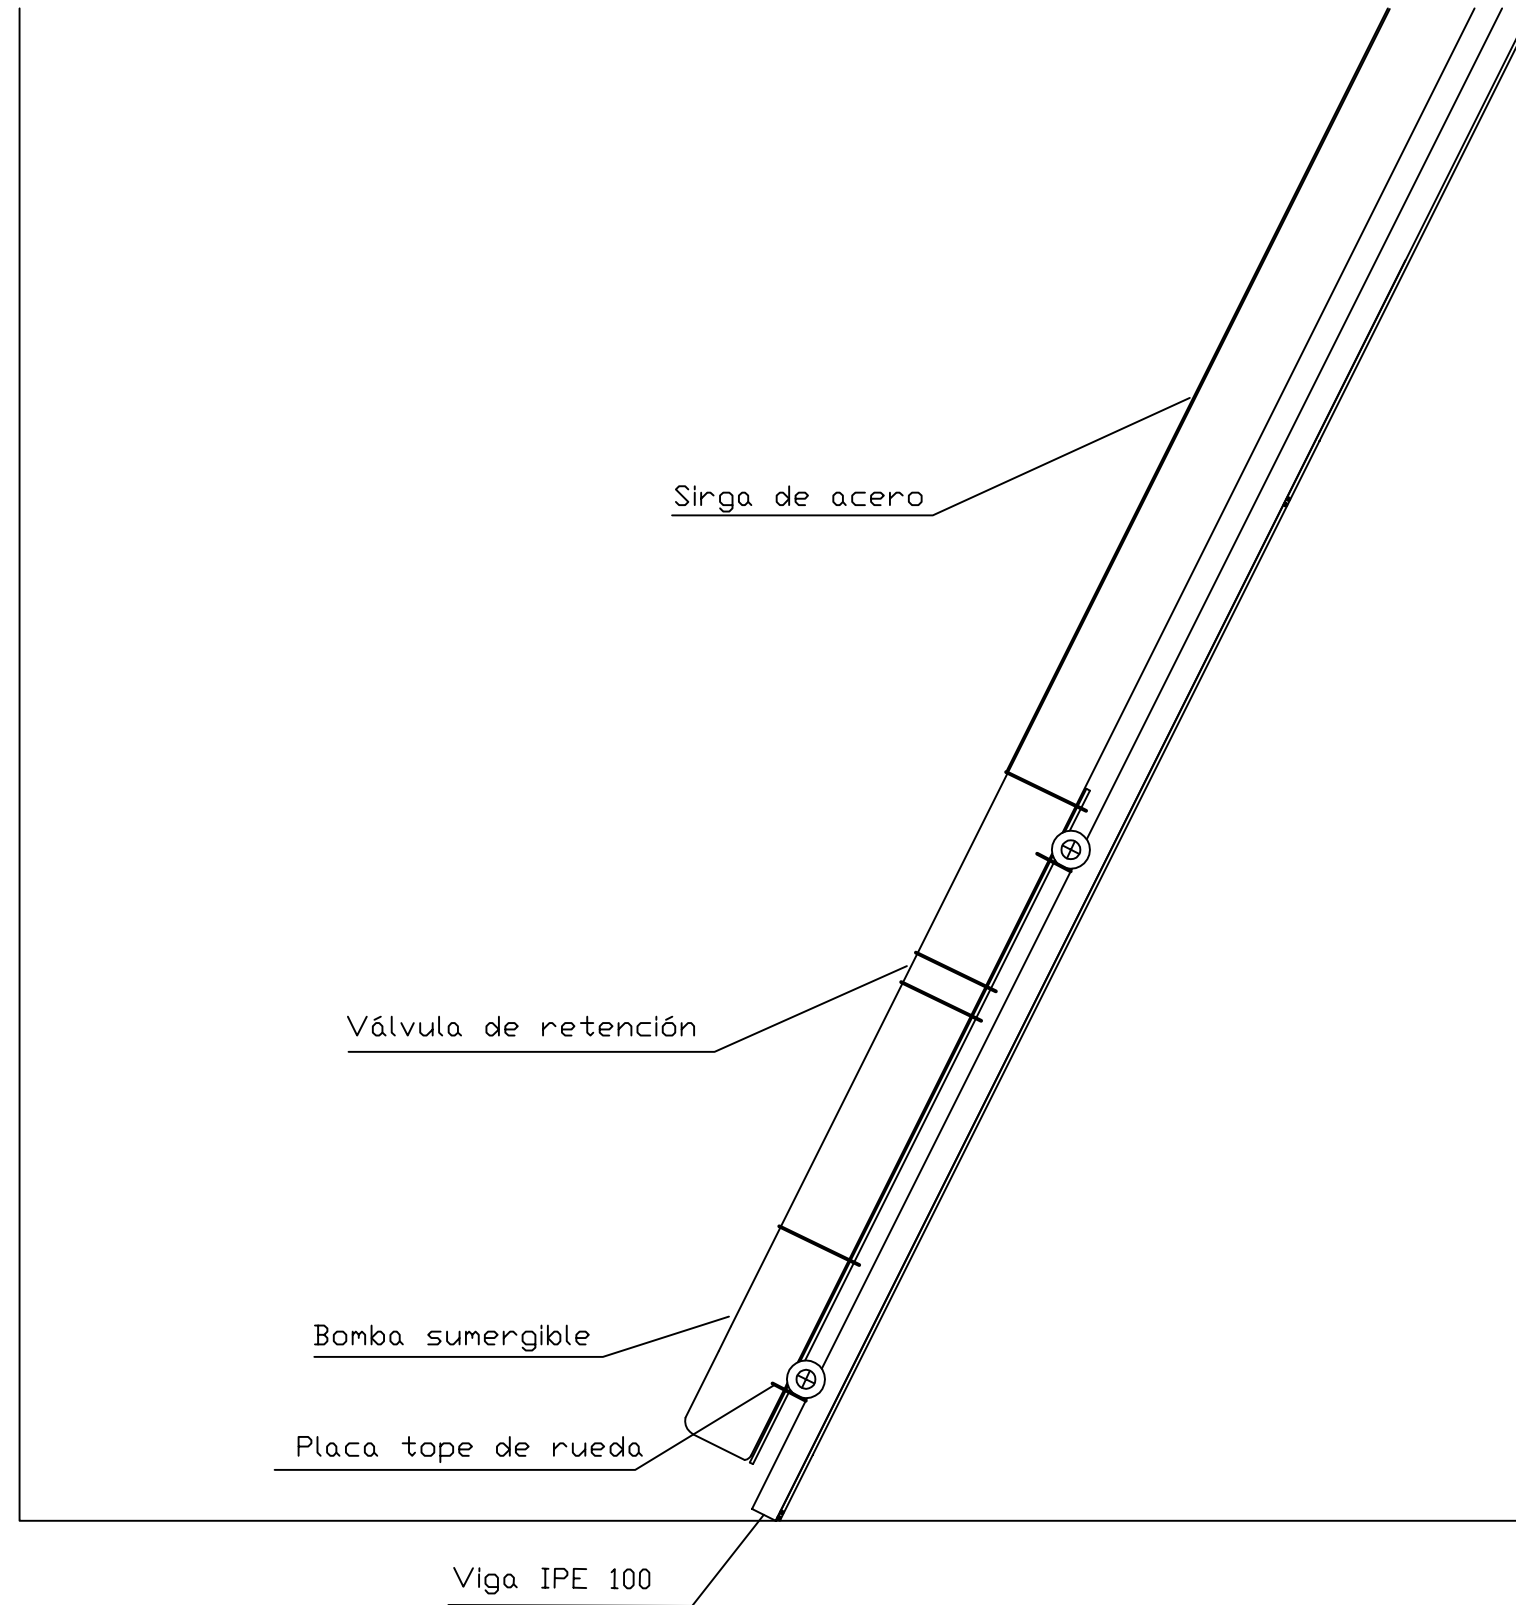 Sirga de acero
Válvula de retención
Bomba sumergible
Placa tope de rueda
Viga IPE 100